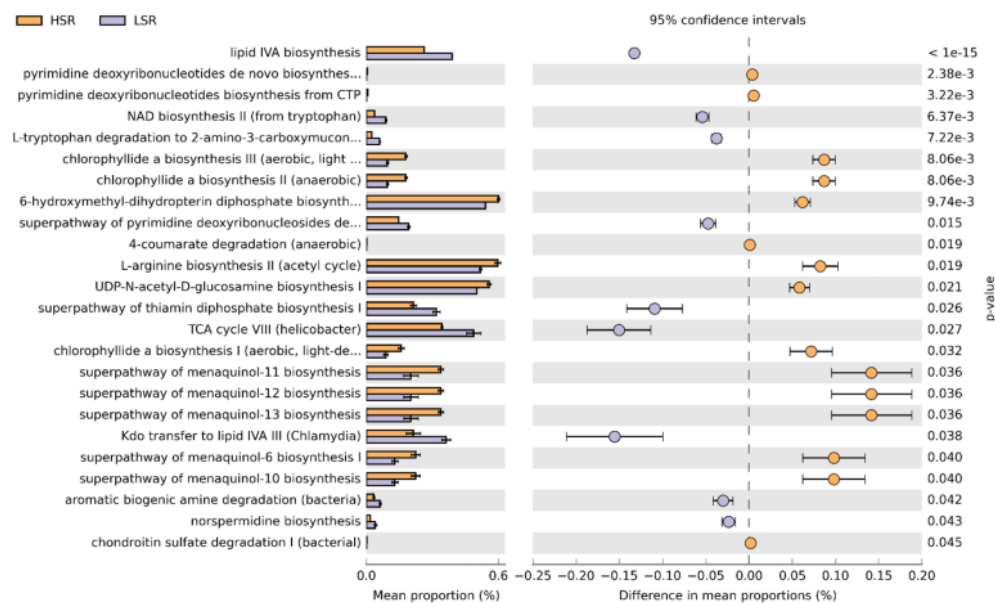 HSR LSR
95% confidence intervals
lipid IVA biosynthesis < 1e-15
pyrimidine deoxyribonucleotides de novo biosynthes... 2.38e-3
pyrimidine deoxyribonucleotides biosynthesis from CTP 3.22e-3
NAD biosynthesis II (from tryptophan) 6.37e-3
L-tryptophan degradation to 2-amino-3-carboxymucon... 7.22e-3
chlorophyllide a biosynthesis III (aerobic, light ... 8.06e-3
chlorophyllide a biosynthesis II (anaerobic) 8.06e-3
6-hydroxymethyl-dihydropterin diphosphate biosynth... 9.74e-3
superpathway of pyrimidine deoxyribonucleosides de... 0.015
4-coumarate degradation (anaerobic) 0.019
L-arginine biosynthesis II (acetyl cycle) 0.019
UDP-N-acetyl-D-glucosamine biosynthesis I 0.021
superpathway of thiamin diphosphate biosynthesis I 0.026
TCA cycle VIII (helicobacter) 0.027
chlorophyllide a biosynthesis I (aerobic, light-de... 0.032
superpathway of menaquinol-11 biosynthesis 0.036
superpathway of menaquinol-12 biosynthesis 0.036
superpathway of menaquinol-13 biosynthesis 0.036
Kdo transfer to lipid IVA III (Chlamydia) 0.038
superpathway of menaquinol-6 biosynthesis I 0.040
superpathway of menaquinol-10 biosynthesis 0.040
aromatic biogenic amine degradation (bacteria) 0.042
norspermidine biosynthesis 0.043
chondroitin sulfate degradation I (bacterial) 0.045
p-value
0.0 0.6 −0.25 −0.20 −0.15 −0.10 −0.05 0.00 0.05 0.10 0.15 0.20
Mean proportion (%) Difference in mean proportions (%)